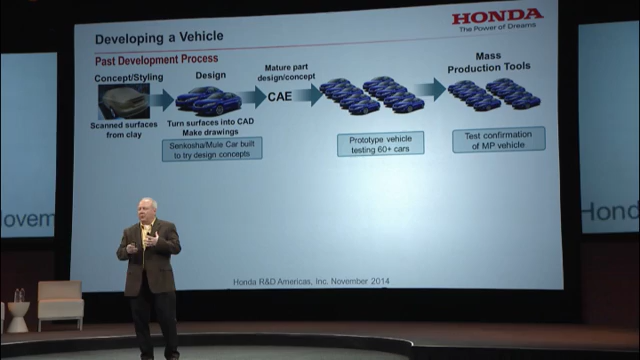 HONDA
The Power of Dreams
Developing a Vehicle
Past Development Process
Concept/Styling
Scanned surfaces
from clay
Design
Turn surfaces into CAD
Make drawings
Senkosha/Mule Car built
to try design concepts
Mature part
design/concept
CAE
Prototype vehicle
testing 60+ cars
Mass
Production Tools
Test confirmation
of MP vehicle
Honda R&D Americas, Inc. November 2014
ovem
Hond